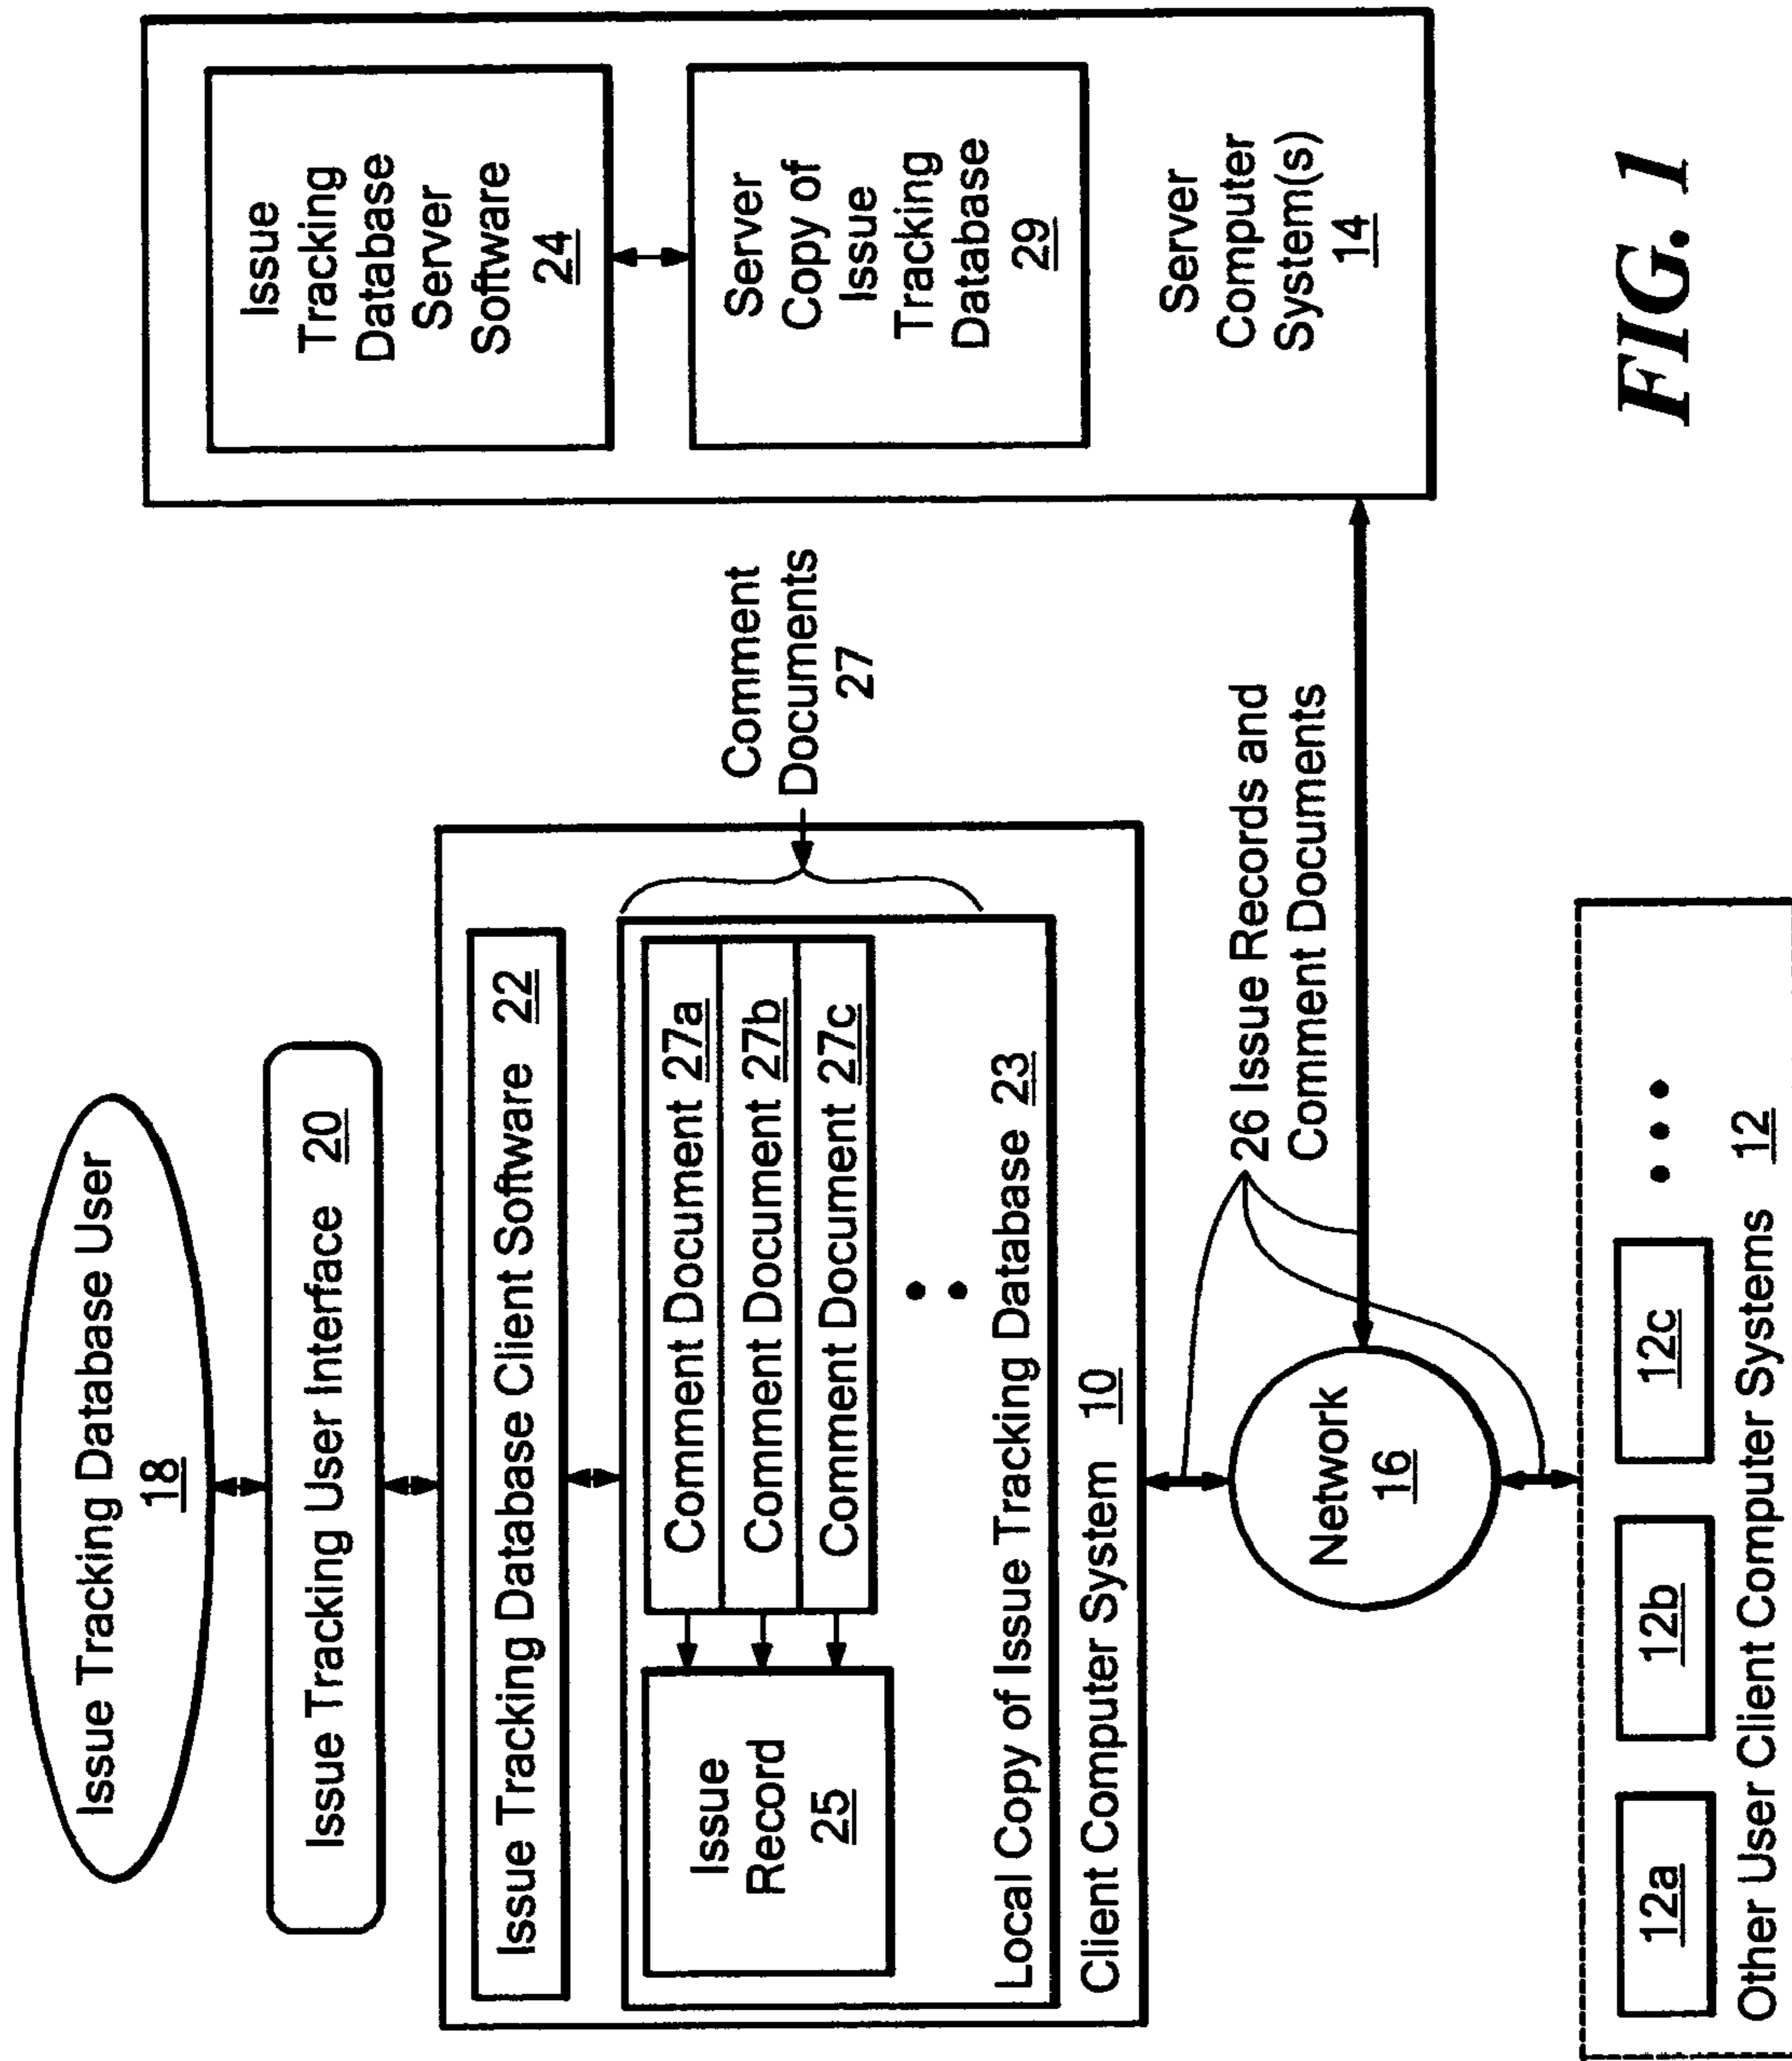 Issue Tracking Database User
18
Issue Tracking User Interface 20
Issue Tracking Database Client Software 22
Issue
Record
25
Comment Document 27a
Comment Document 27b
Comment Document 27c
Local Copy of Issue Tracking Database 23
Client Computer System 10
Comment
Documents
27
Issue
Tracking
Database
Server
Software
24
Server
Copy of
Issue
Tracking
Database
29
Server
Computer
System(s)
14
26 Issue Records and
Comment Documents
Network
16
12a
12b
12c
Other User Client Computer Systems 12
FIG. 1